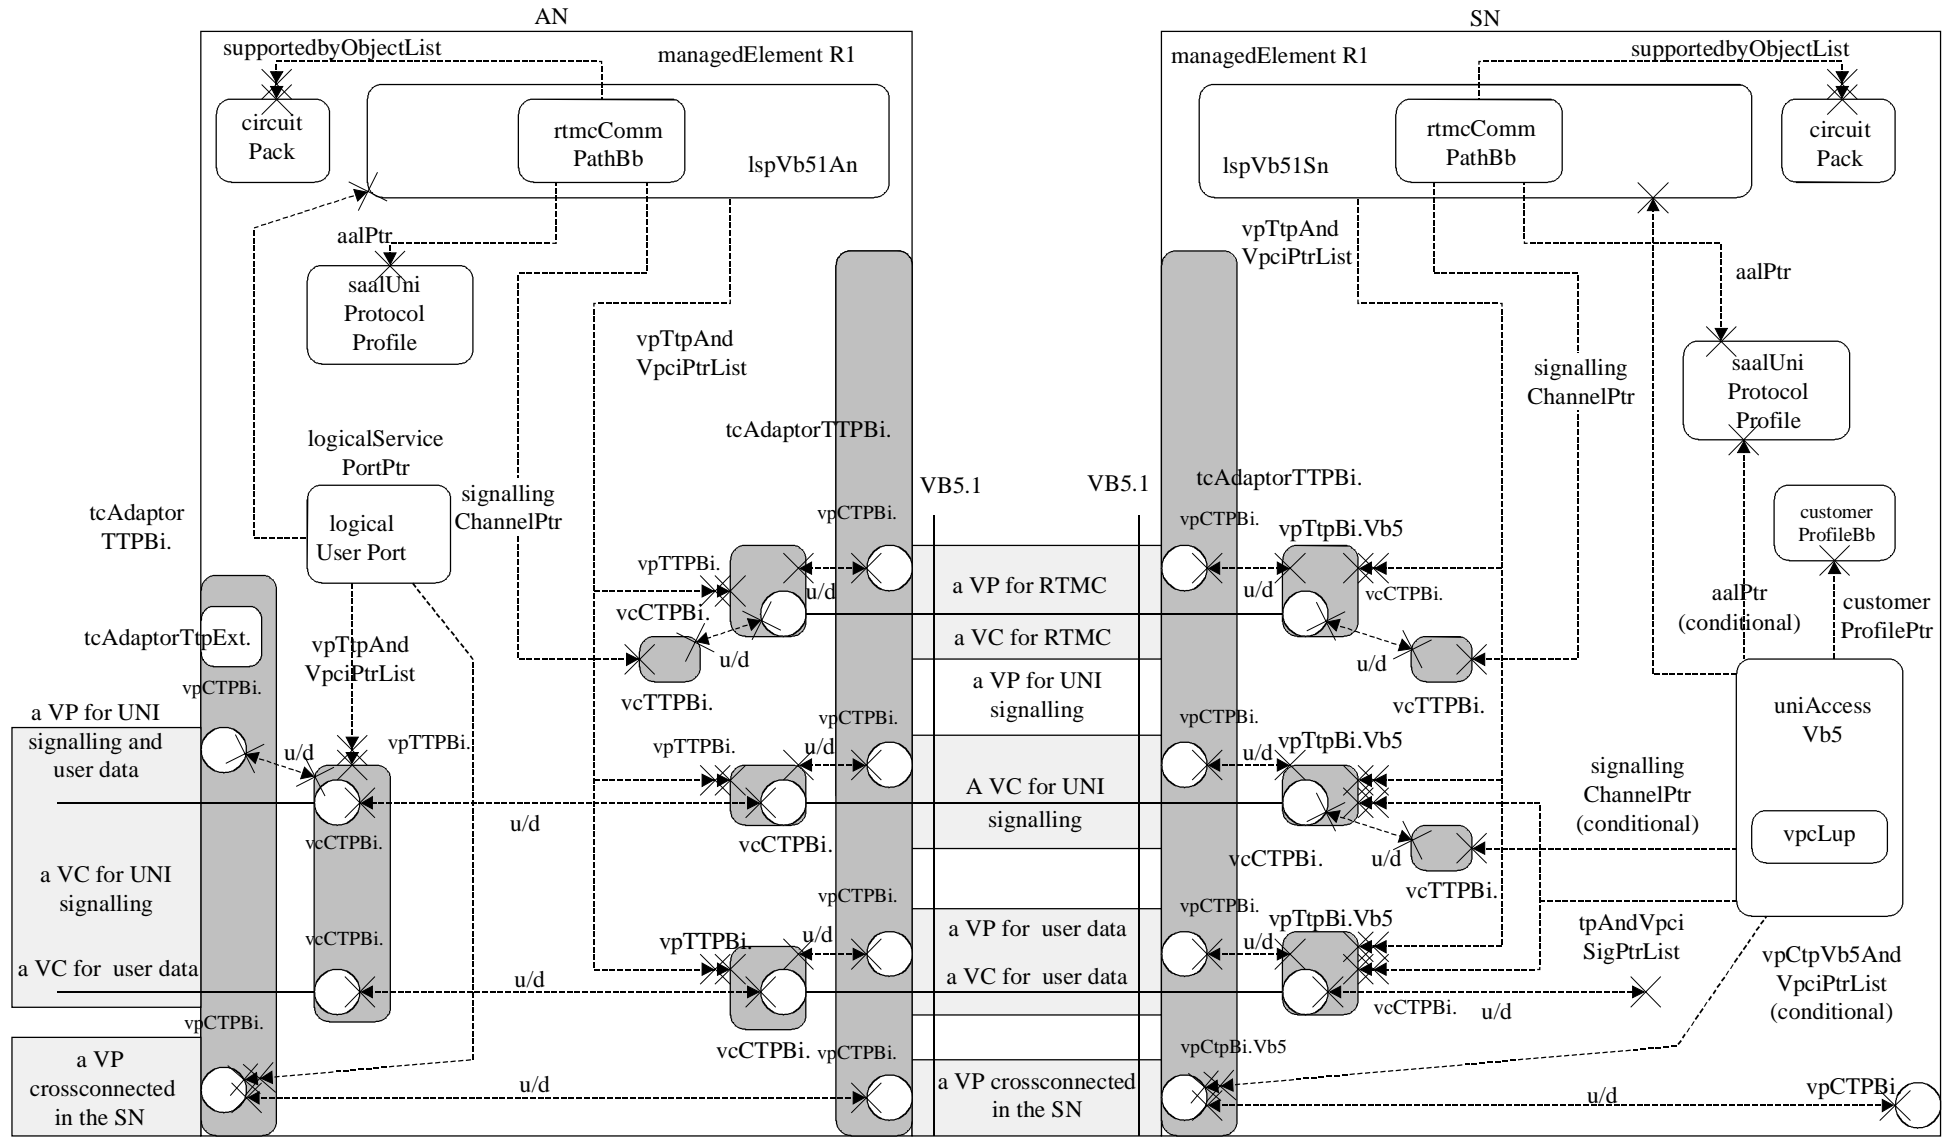 AN
SN
supportedbyObjectList
managedElement R1
circuit
Pack
rtmcComm
PathBb
lspVb51An
aalPtr
saalUni
Protocol
Profile
vpTtpAnd
VpciPtrList
tcAdaptorTTPBi.
logicalService
PortPtr
logical
User Port
signalling
ChannelPtr
tcAdaptor
TTPBi.
tcAdaptorTtpExt.
vpTtpAnd
VpciPtrList
vpCTPBi.
vpTTPBi.
u/d
vcCTPBi.
u/d
vcTTPBi.
vpCTPBi.
a VP for UNI
signalling and
user data
u/d
vpTTPBi.
vpTTPBi.
vpCTPBi.
u/d
vcCTPBi.
u/d
vcCTPBi.
a VC for UNI
signalling
vcCTPBi.
a VC for user data
u/d
vpTTPBi.
vpCTPBi.
u/d
vcCTPBi.
vpCTPBi.
vpCTPBi.
a VP
crossconnected
in the SN
u/d
VB5.1
VB5.1
a VP for RTMC
a VC for RTMC
a VP for UNI
signalling
A VC for UNI
signalling
a VP for user data
a VC for user data
a VP crossconnected
in the SN
managedElement R1
supportedbyObjectList
lspVb51Sn
rtmcComm
PathBb
circuit
Pack
vpTtpAnd
VpciPtrList
aalPtr
signalling
ChannelPtr
saalUni
Protocol
Profile
tcAdaptorTTPBi.
vpCTPBi.
vpTtpBi.Vb5
u/d
vcCTPBi.
u/d
vcTTPBi.
customer
ProfileBb
aalPtr
(conditional)
customer
ProfilePtr
vpCTPBi.
vpTtpBi.Vb5
u/d
vcCTPBi.
u/d
vcTTPBi.
signalling
ChannelPtr
(conditional)
uniAccess
Vb5
vpcLup
vpCTPBi.
vpTtpBi.Vb5
u/d
tpAndVpci
SigPtrList
vcCTPBi.
u/d
vpCtpVb5And
VpciPtrList
(conditional)
vpCtpBi.Vb5
u/d
vpCTPBi.